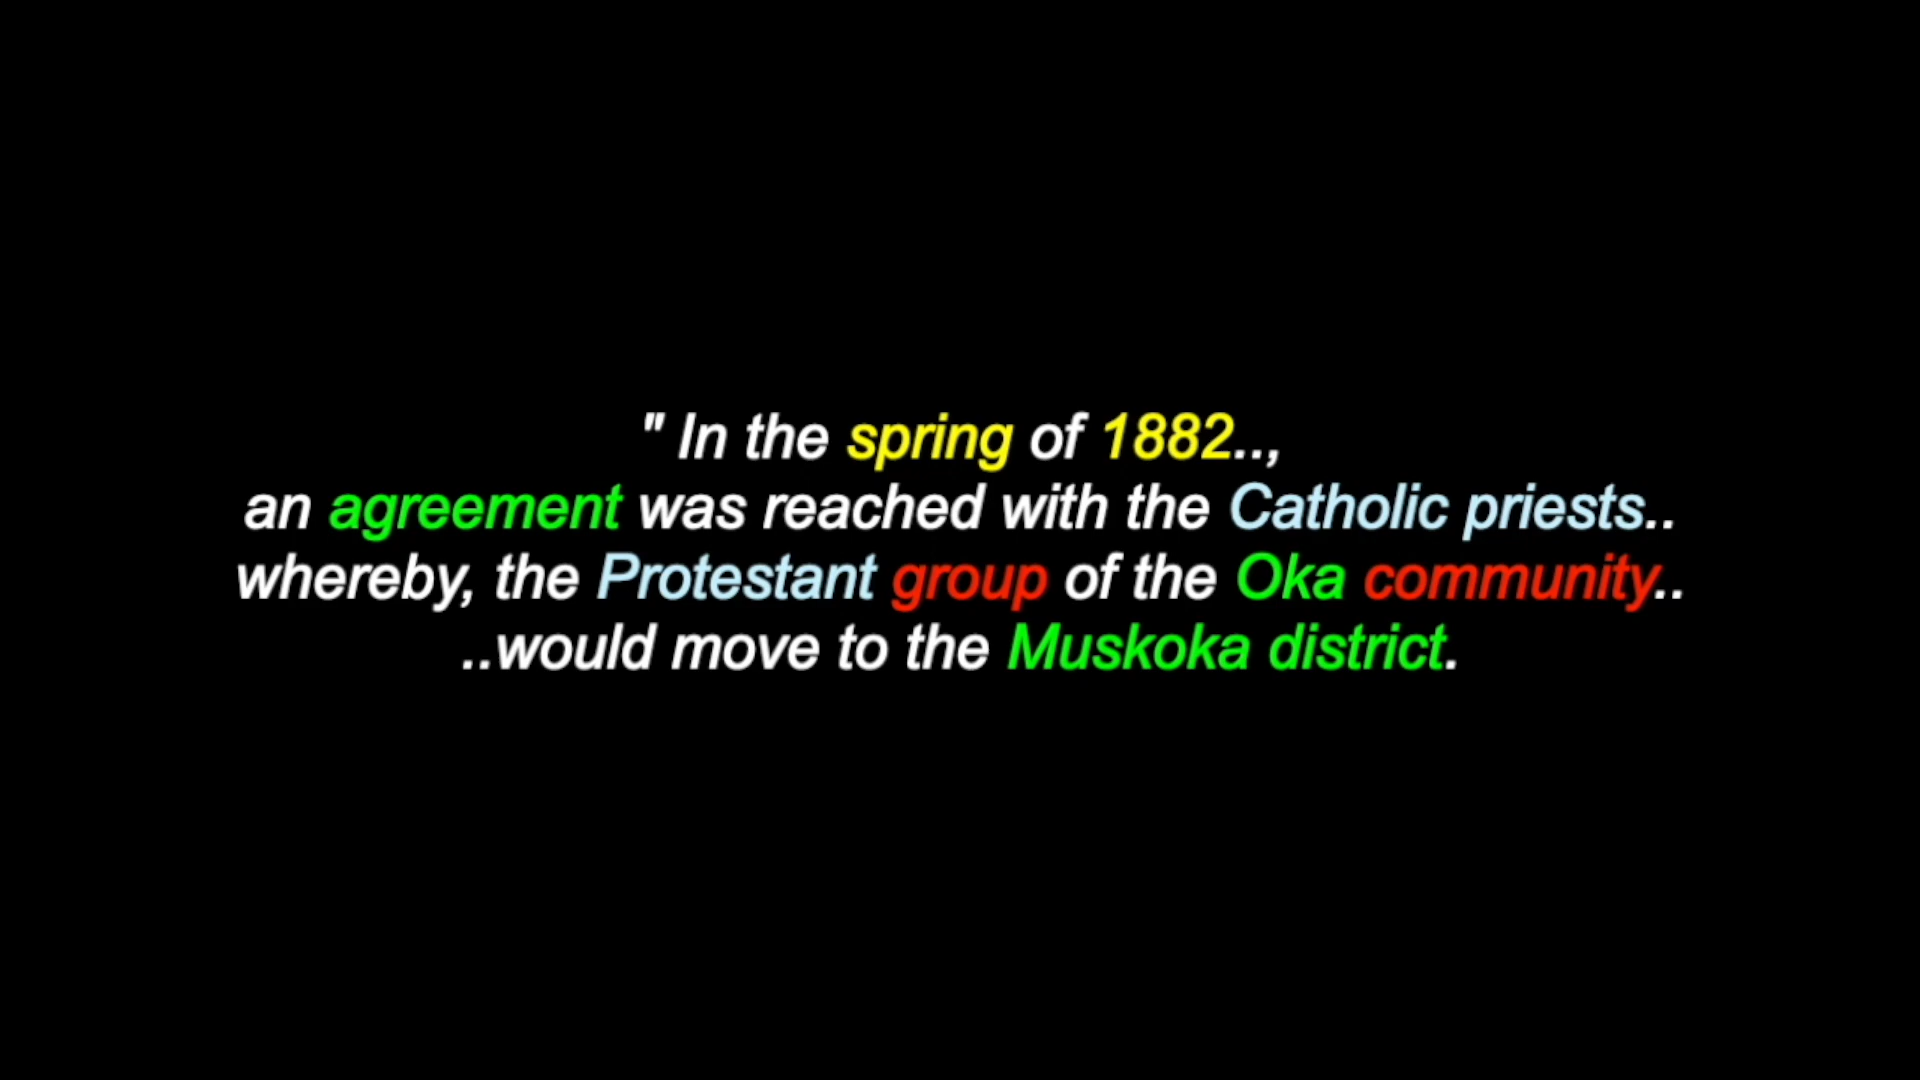 " In the spring of 1882..,
an agreement was reached with the Catholic priests..
whereby, the Protestant group of the Oka community..
..would move to the Muskoka district.